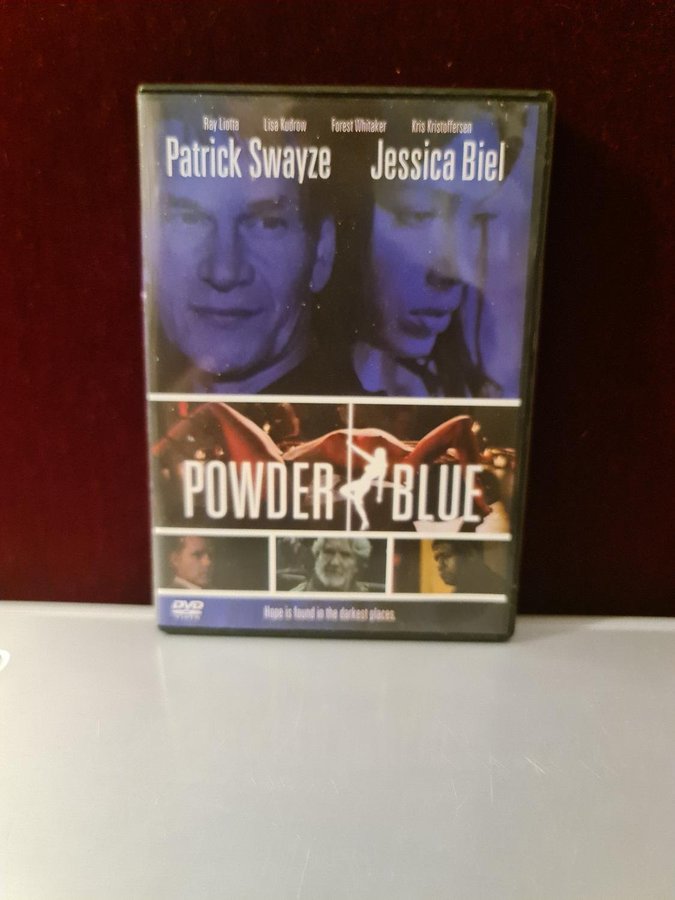 Ray Liotta Lisa Kudrow Forest Whitaker Kris Kristoffersen
Patrick Swayze Jessica Biel
POWDER BLUE
DVD
VIDEO
Hope is found in the darkest places.